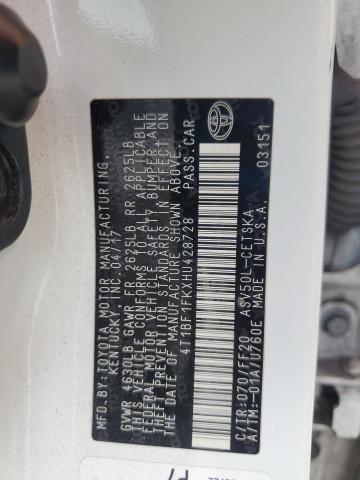 MFD.BY:TOYOTA MOTOR MANUFACTURING,
KENTUCKY, INC. 04/17
GVWR 4630LB GAWR FR 2625LB RR 2625LB
THIS VEHICLE CONFORMS TO ALL APPLICABLE
FEDERAL MOTOR VEHICLE SAFETY, BUMPER, AND
THEFT PREVENTION STANDARDS IN EFFECT ON
THE DATE OF MANUFACTURE SHOWN ABOVE.
4T1BF1FKXHU428728 PASS.CAR
C/TR:070/FF20 ASV50L-CETSKA
A/TM:-01A/U760E MADE IN U.S.A. 03151